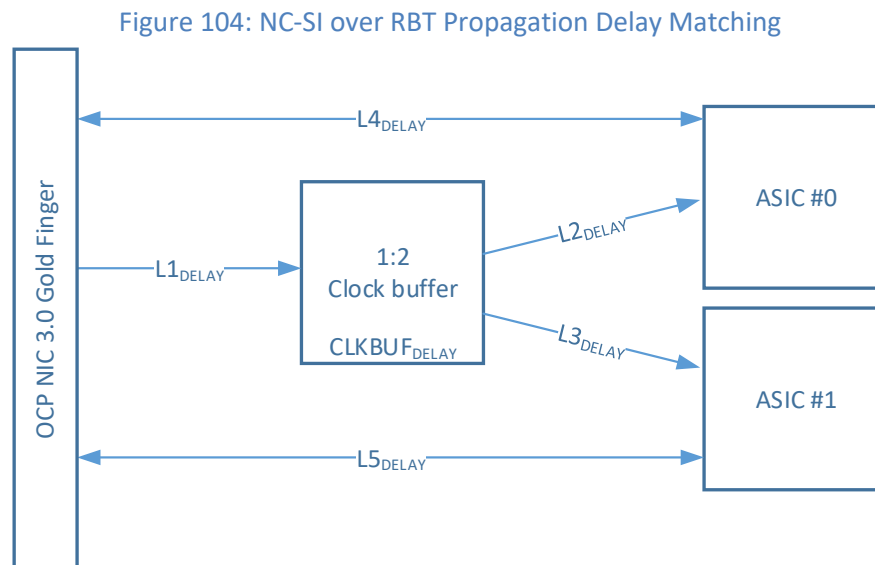 Figure 104: NC-SI over RBT Propagation Delay Matching
OCP NIC 3.0 Gold Finger
L4DELAY
ASIC #0
L2DELAY
1:2
Clock buffer
CLKBUFDELAY
L1DELAY
L3DELAY
ASIC #1
L5DELAY